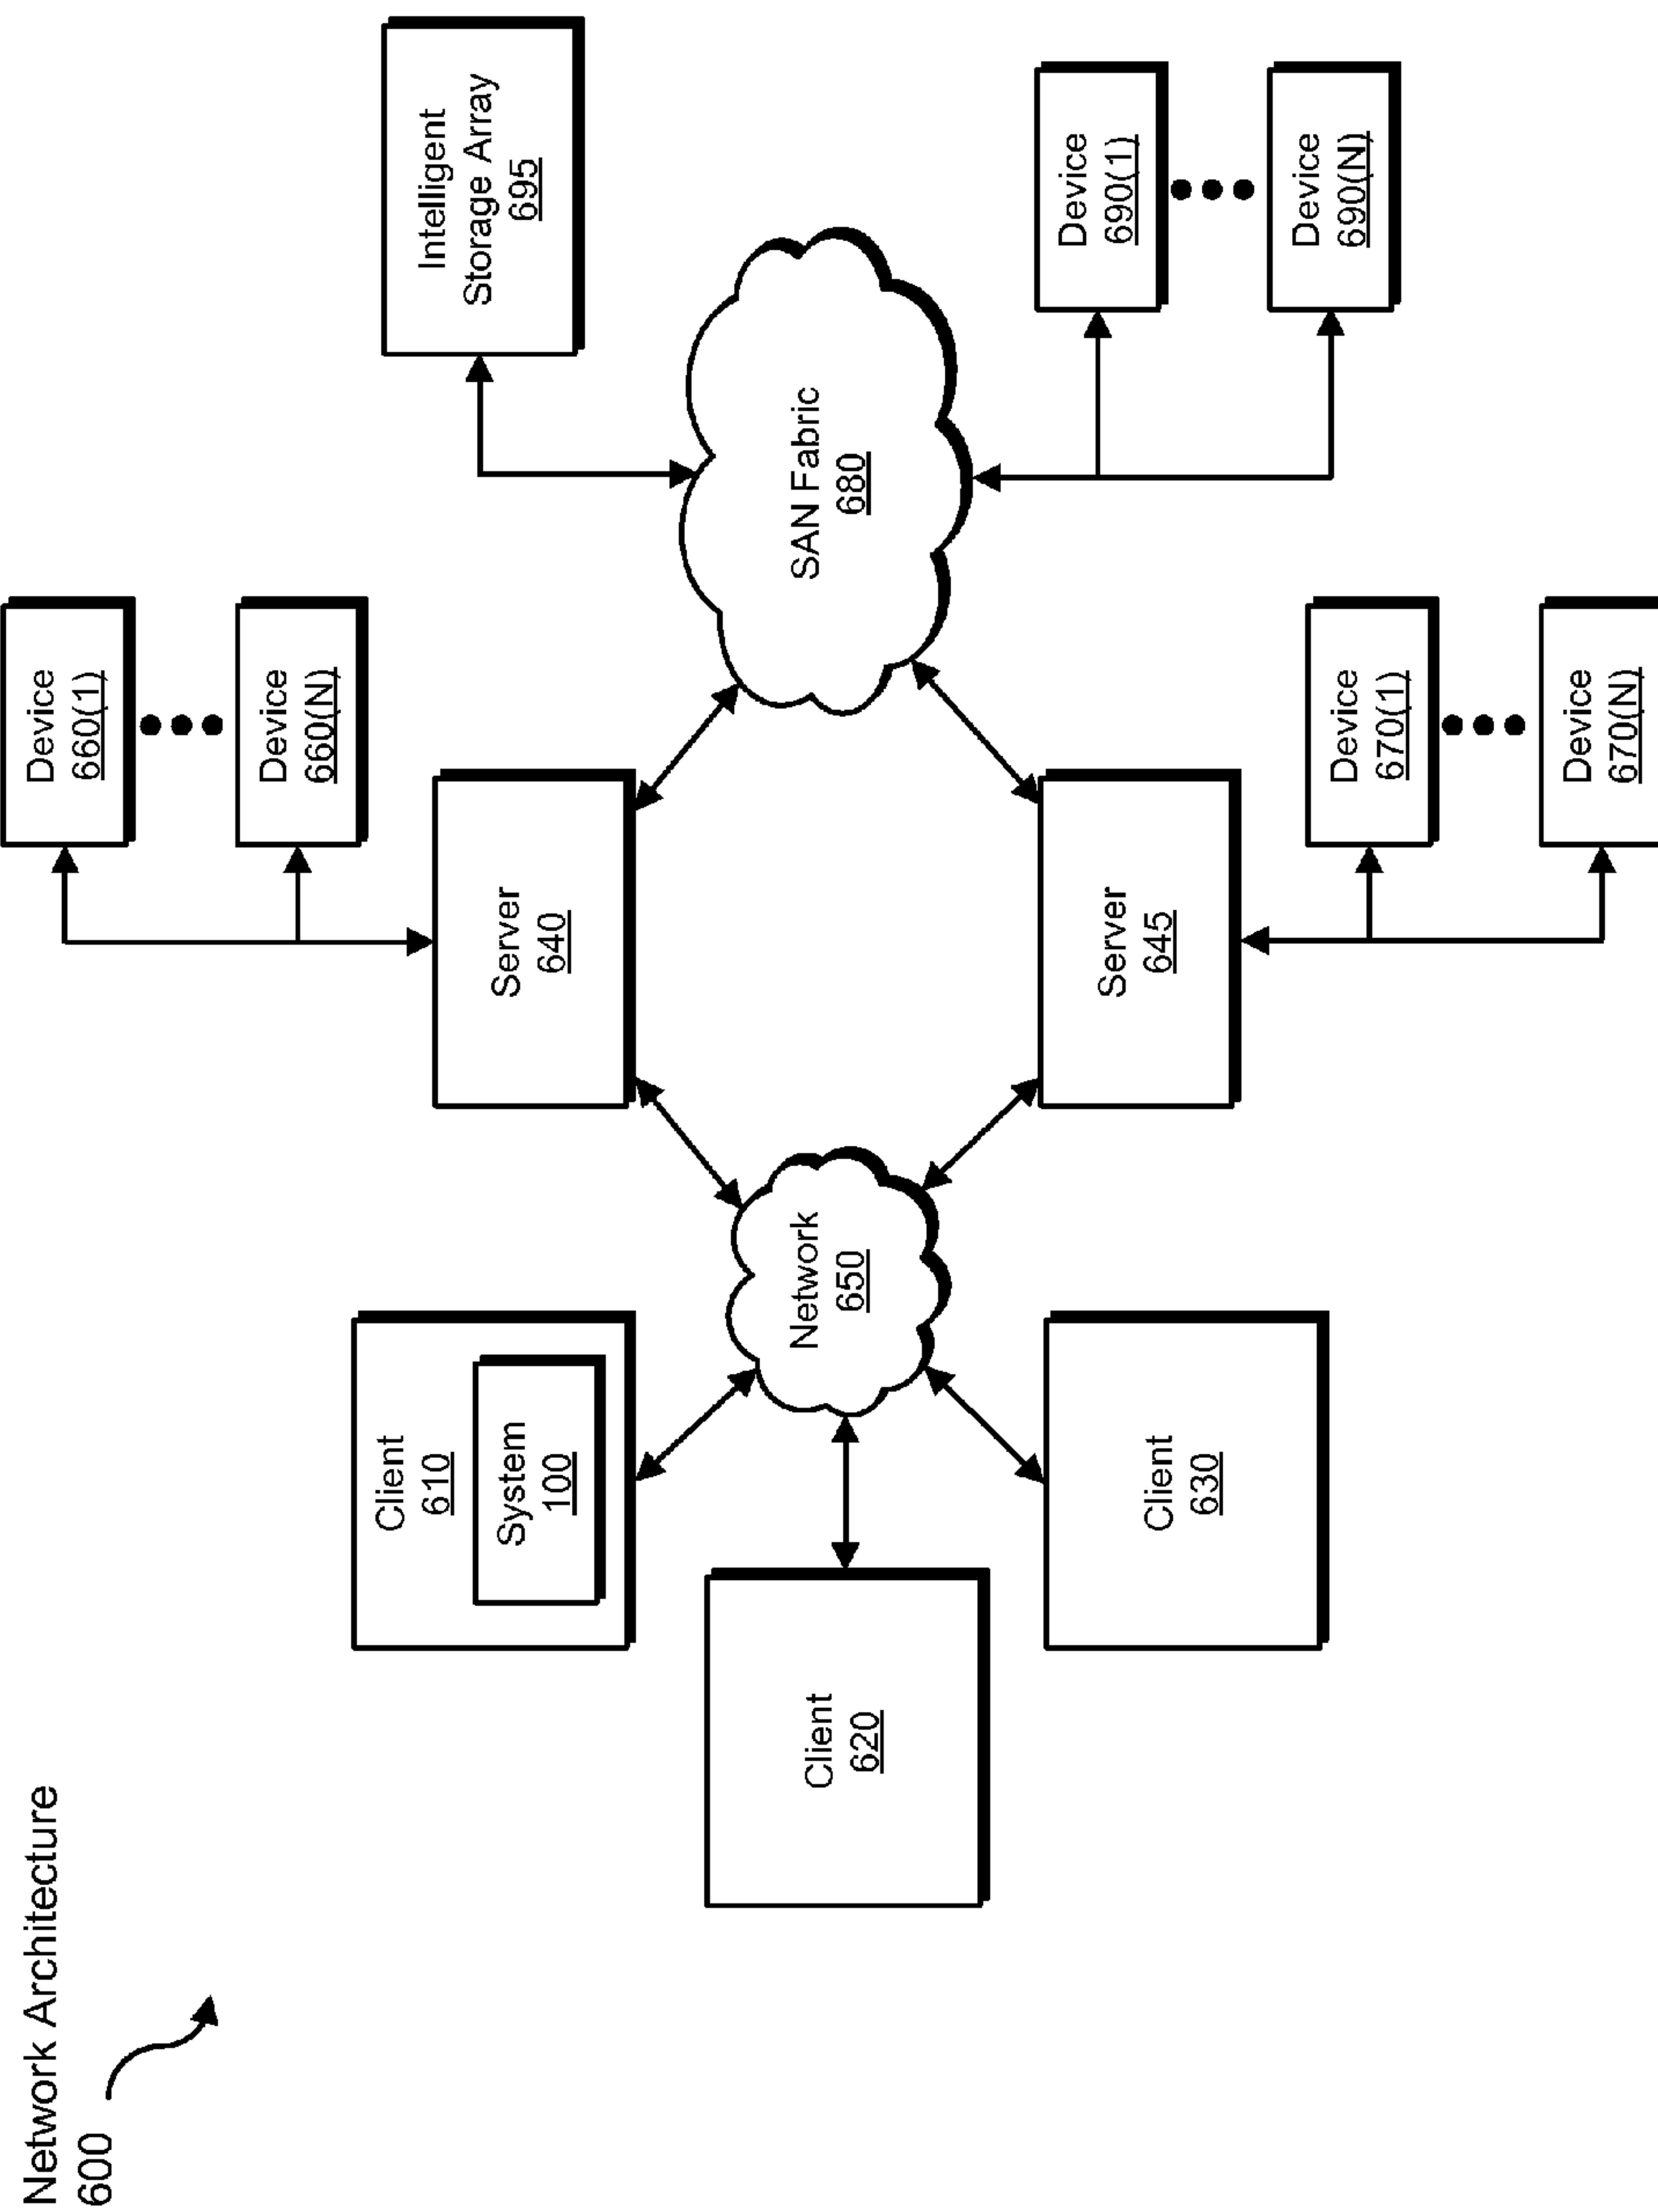 Network Architecture
600
Client
610
System
100
Client
620
Client
630
Network
650
Server
640
Server
645
Device
660(1)
Device
660(N)
Device
670(1)
Device
670(N)
SAN Fabric
680
Intelligent
Storage Array
695
Device
690(1)
Device
690(N)